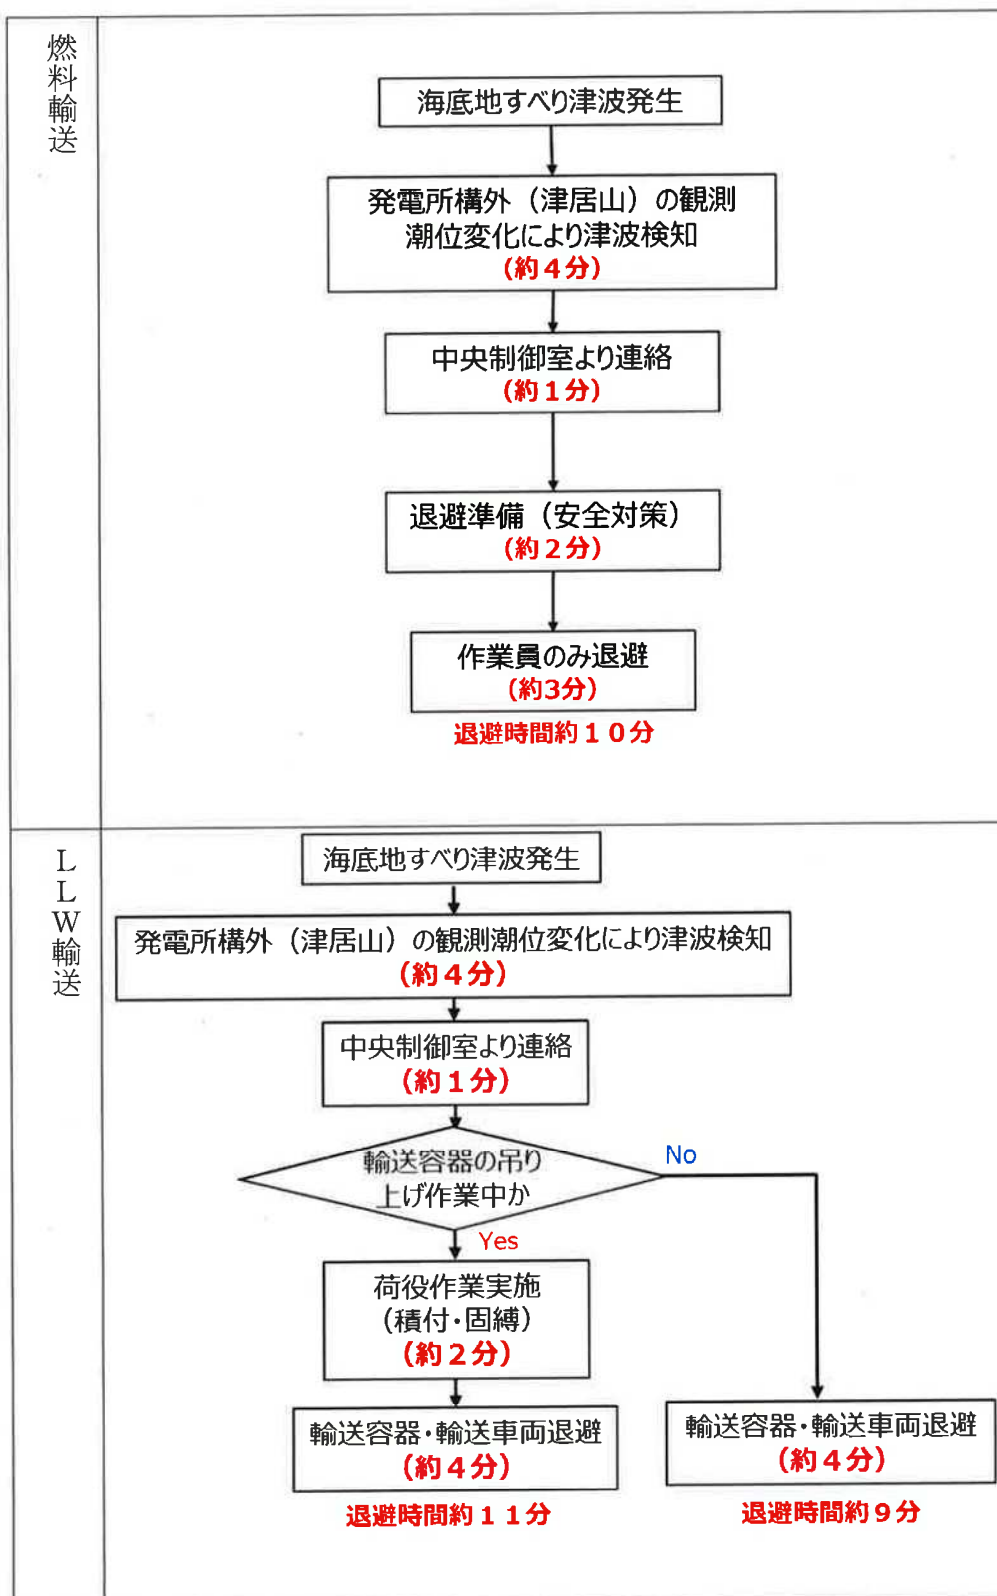 燃料輸送
海底地すべり津波発生
発電所構外（津居山）の観測
潮位変化により津波検知
（約４分）
中央制御室より連絡
（約１分）
退避準備（安全対策）
（約２分）
作業員のみ退避
（約3分）
退避時間約１０分
ＬＬＷ輸送
海底地すべり津波発生
発電所構外（津居山）の観測潮位変化により津波検知
（約４分）
中央制御室より連絡
（約１分）
輸送容器の吊り
上げ作業中か
No
Yes
荷役作業実施
（積付・固縛）
（約２分）
輸送容器・輸送車両退避
（約４分）
退避時間約１１分
輸送容器・輸送車両退避
（約４分）
退避時間約９分